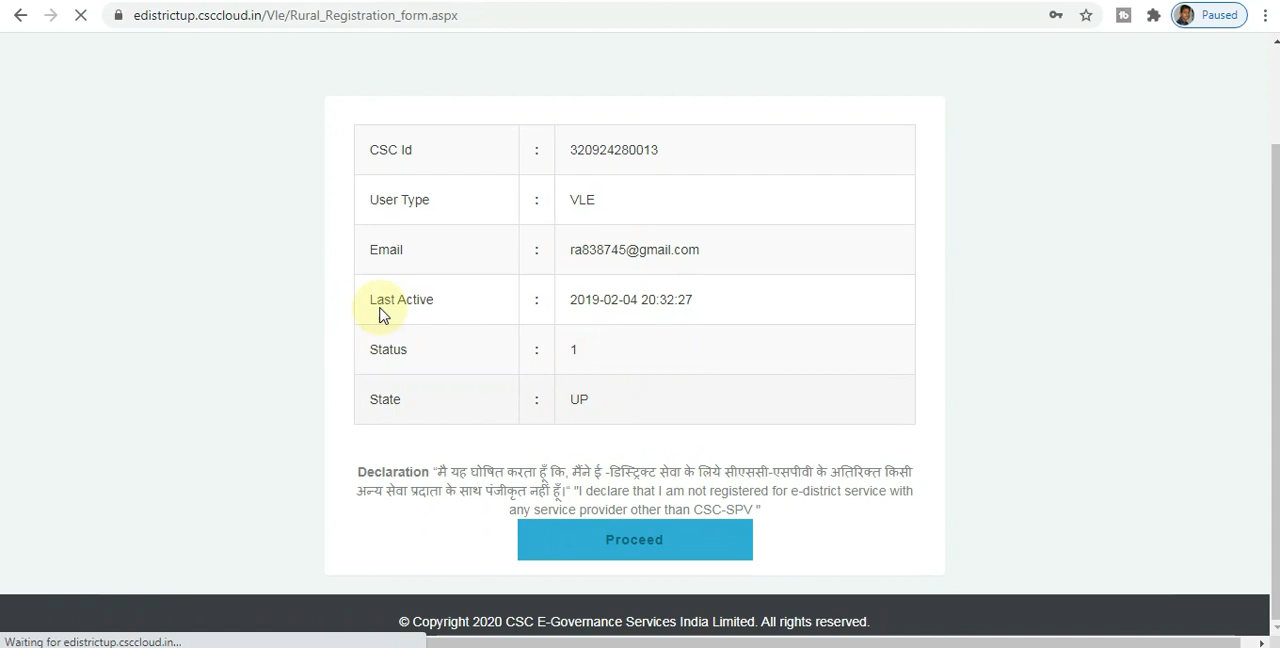 edistrictup.csccloud.in/Vle/Rural_Registration_form.aspx
Paused
CSC Id : 320924280013
User Type : VLE
Email : ra838745@gmail.com
Last Active : 2019-02-04 20:32:27
Status : 1
State : UP
Declaration “मै यह घोषित करता हूँ कि, मैंने ई -डिस्ट्रिक्ट सेवा के लिये सीएससी-एसपीवी के अतिरिक्त किसी
अन्य सेवा प्रदाता के साथ पंजीकृत नहीं हूँ।“ "I declare that I am not registered for e-district service with
any service provider other than CSC-SPV "
Proceed
© Copyright 2020 CSC E-Governance Services India Limited. All rights reserved.
Waiting for edistrictup.csccloud.in...